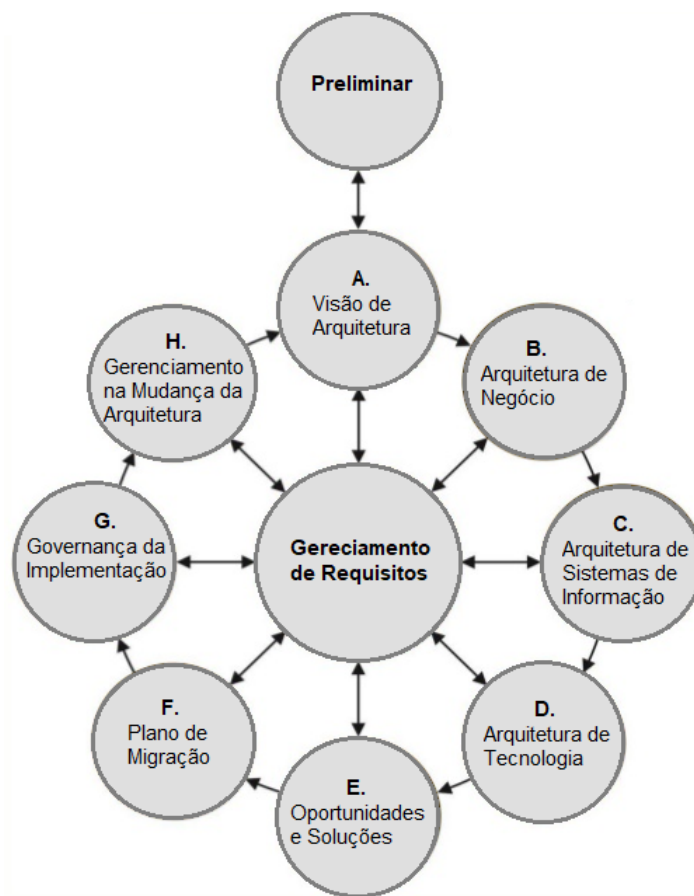 Preliminar
A.
Visão de
Arquitetura
B.
Arquitetura de
Negócio
C.
Arquitetura de
Sistemas de
Informação
D.
Arquitetura de
Tecnologia
E.
Oportunidades
e Soluções
F.
Plano de
Migração
G.
Governança da
Implementação
H.
Gerenciamento
na Mudança da
Arquitetura
Gereciamento
de Requisitos